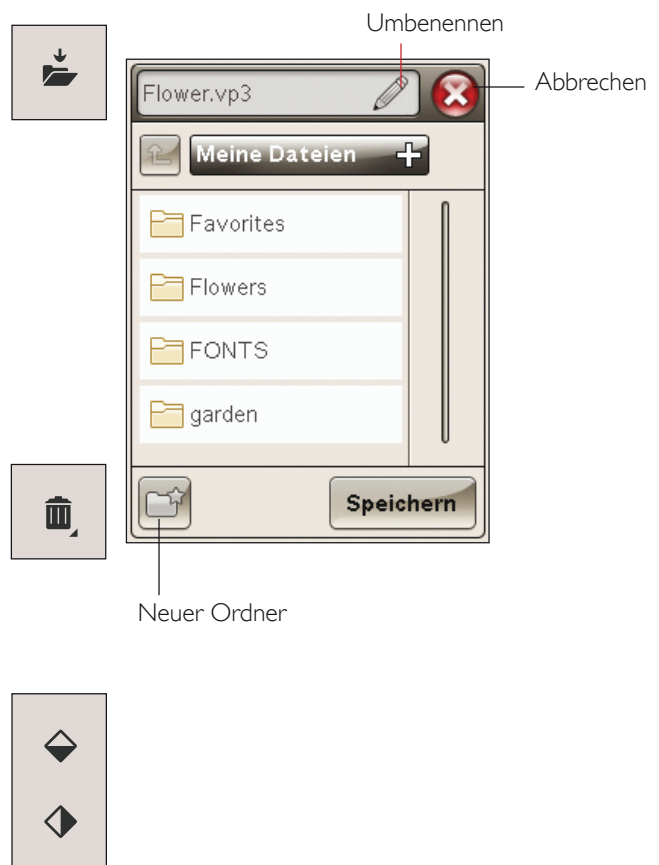 Umbenennen
Flower.vp3
Abbrechen
Meine Dateien
Favorites
Flowers
FONTS
garden
Speichern
Neuer Ordner